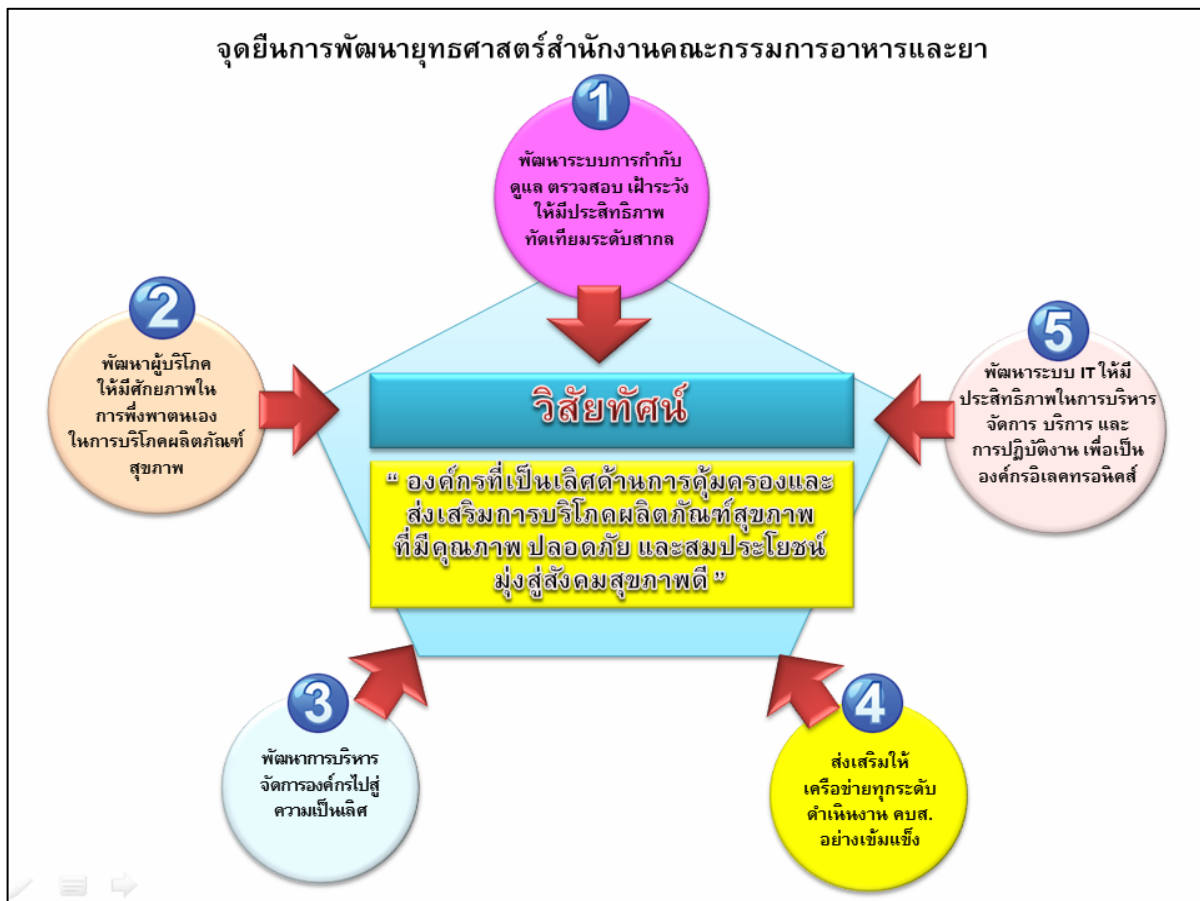 จุดยืนการพัฒนายุทธศาสตร์สำนักงานคณะกรรมการอาหารและยา
1
พัฒนาระบบการกำกับ
ดูแล ตรวจสอบ เฝ้าระวัง
ให้มีประสิทธิภาพ
ทัดเทียมระดับสากล
2
พัฒนาผู้บริโภค
ให้มีศักยภาพใน
การพึ่งพาตนเอง
ในการบริโภคผลิตภัณฑ์
สุขภาพ
5
พัฒนาระบบ IT ให้มี
ประสิทธิภาพในการบริหาร
จัดการ บริการ และ
การปฎิบัติงาน เพื่อเป็น
องค์กรอิเลคทรอนิคส์
วิสัยทัศน์
“ องค์กรที่เป็นเลิศด้านการคุ้มครองและ
ส่งเสริมการบริโภคผลิตภัณฑ์สุขภาพ
ที่มีคุณภาพ ปลอดภัย และสมประโยชน์
มุ่งสู่สังคมสุขภาพดี ”
3
พัฒนาการบริหาร
จัดการองค์กรไปสู่
ความเป็นเลิศ
4
ส่งเสริมให้
เครือข่ายทุกระดับ
ดำเนินงาน คบส.
อย่างเข้มแข็ง